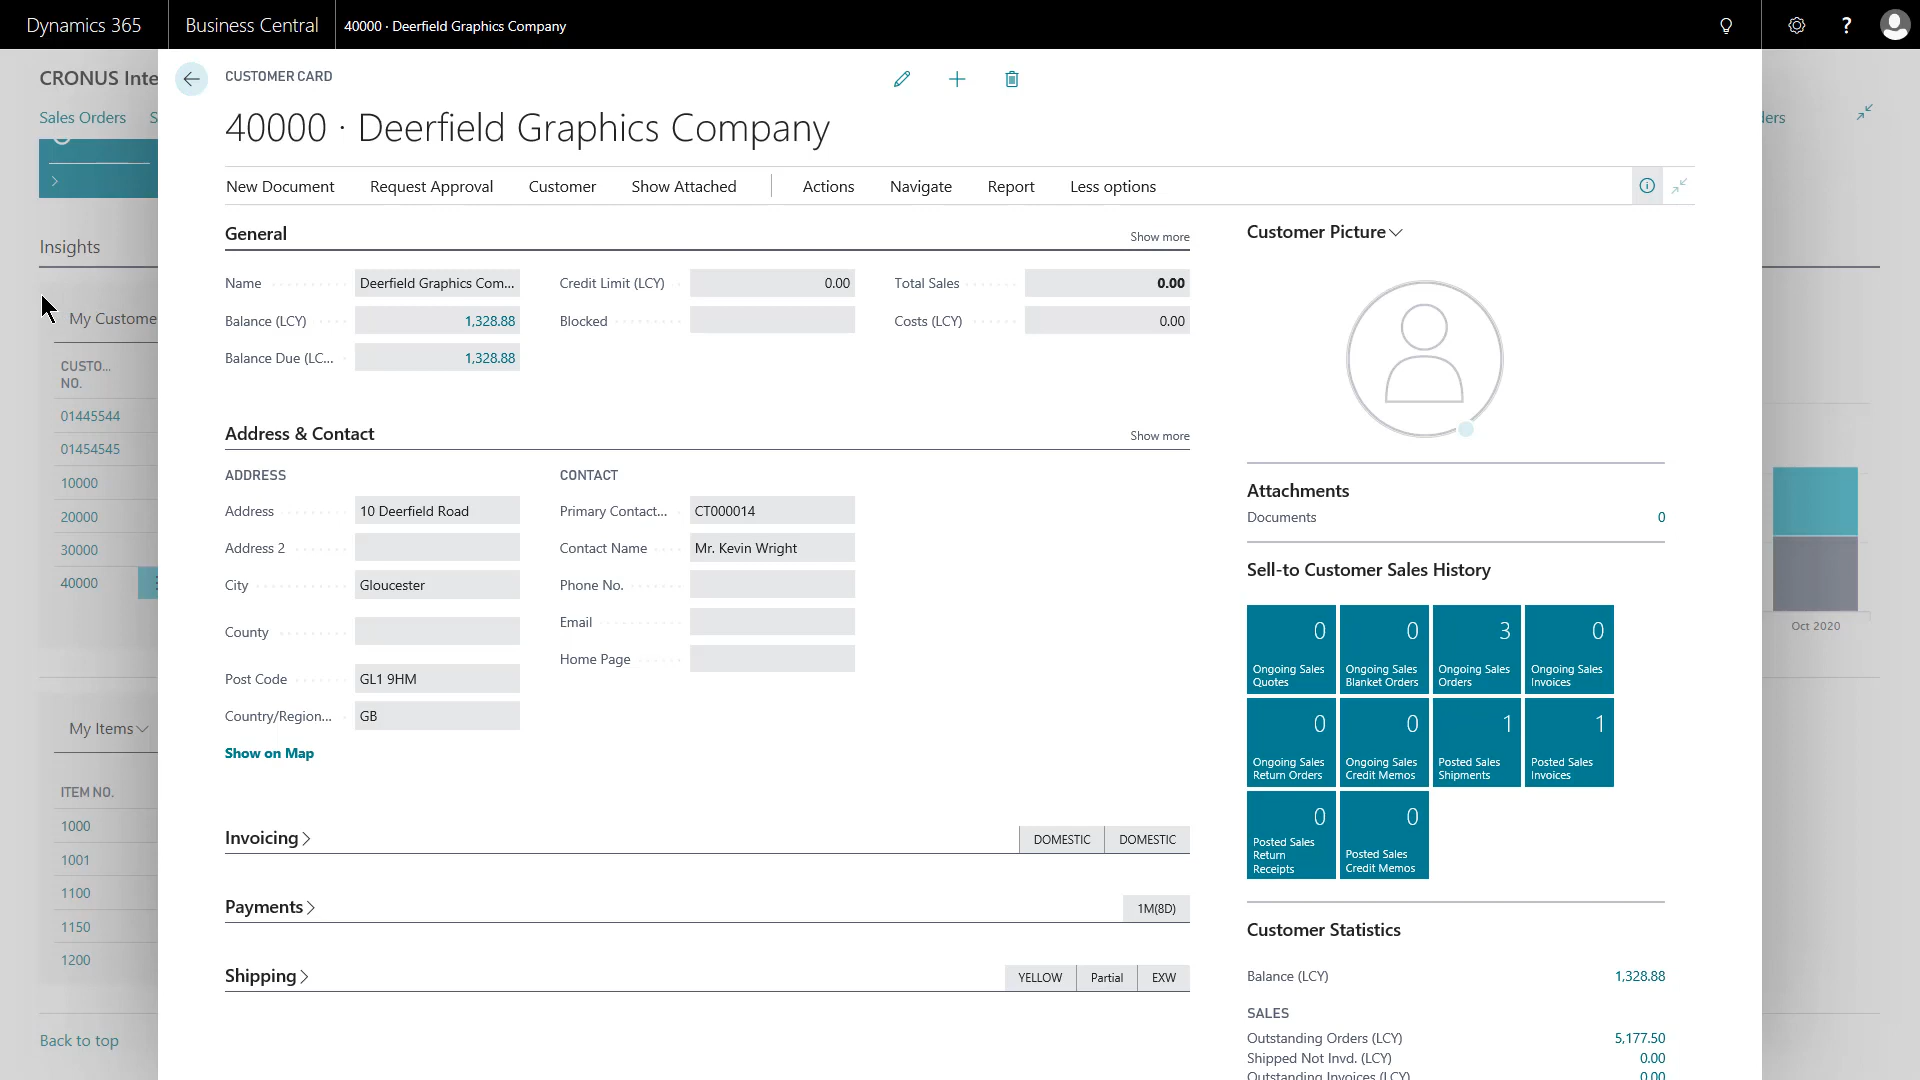 Dynamics 365
Business Central
40000 · Deerfield Graphics Company
CRONUS Inte
Sales Orders
S
ders
Insights
My Custome
CUSTO...
NO.
01445544
01454545
10000
20000
30000
40000
My Items
ITEM NO.
1000
1001
1100
1150
1200
Back to top
Oct 2020
CUSTOMER CARD
40000 · Deerfield Graphics Company
New Document
Request Approval
Customer
Show Attached
Actions
Navigate
Report
Less options
General
Show more
Name
Deerfield Graphics Com...
Credit Limit (LCY)
0.00
Total Sales
0.00
Balance (LCY)
1,328.88
Blocked
Costs (LCY)
0.00
Balance Due (LC...
1,328.88
Address & Contact
Show more
ADDRESS
CONTACT
Address
10 Deerfield Road
Primary Contact...
CT000014
Address 2
Contact Name
Mr. Kevin Wright
City
Gloucester
Phone No.
County
Email
Home Page
Post Code
GL1 9HM
Country/Region...
GB
Show on Map
Invoicing
DOMESTIC
DOMESTIC
Payments
1M(8D)
Shipping
YELLOW
Partial
EXW
Customer Picture
Attachments
Documents
0
Sell-to Customer Sales History
0
Ongoing Sales
Quotes
0
Ongoing Sales
Blanket Orders
3
Ongoing Sales
Orders
0
Ongoing Sales
Invoices
0
Ongoing Sales
Return Orders
0
Ongoing Sales
Credit Memos
1
Posted Sales
Shipments
1
Posted Sales
Invoices
0
Posted Sales
Return
Receipts
0
Posted Sales
Credit Memos
Customer Statistics
Balance (LCY)
1,328.88
SALES
Outstanding Orders (LCY)
5,177.50
Shipped Not Invd. (LCY)
0.00
Outstanding Invoices (LCY)
0.00